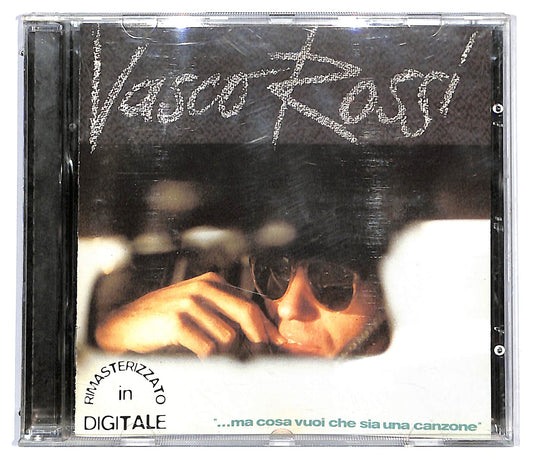 Vasco Rossi
RIMASTERIZZATO
in
DIGITALE
"...ma cosa vuoi che sia una canzone"